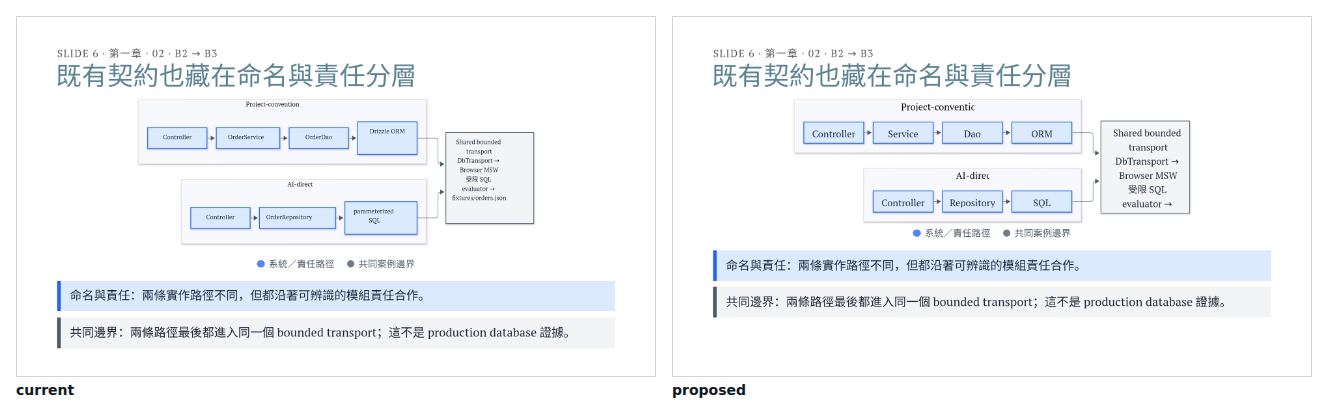 SLIDE 6 · 第一章 · 02 · B2 → B3
既有契約也藏在命名與責任分層
Project-convention
Controller
OrderService
OrderDao
Drizzle ORM
AI-direct
Controller
OrderRepository
parameterized
SQL
Shared bounded
transport
DbTransport →
Browser MSW
受限 SQL
evaluator →
fixtures/orders.json
系統／責任路徑
共同案例邊界
命名與責任：兩條實作路徑不同，但都沿著可辨識的模組責任合作。
共同邊界：兩條路徑最後都進入同一個 bounded transport；這不是 production database 證據。
current
SLIDE 6 · 第一章 · 02 · B2 → B3
既有契約也藏在命名與責任分層
Project-conventic
Controller
Service
Dao
ORM
AI-direc
Controller
Repository
SQL
Shared bounded
transport
DbTransport →
Browser MSW
受限 SQL
evaluator →
系統／責任路徑
共同案例邊界
命名與責任：兩條實作路徑不同，但都沿著可辨識的模組責任合作。
共同邊界：兩條路徑最後都進入同一個 bounded transport；這不是 production database 證據。
proposed